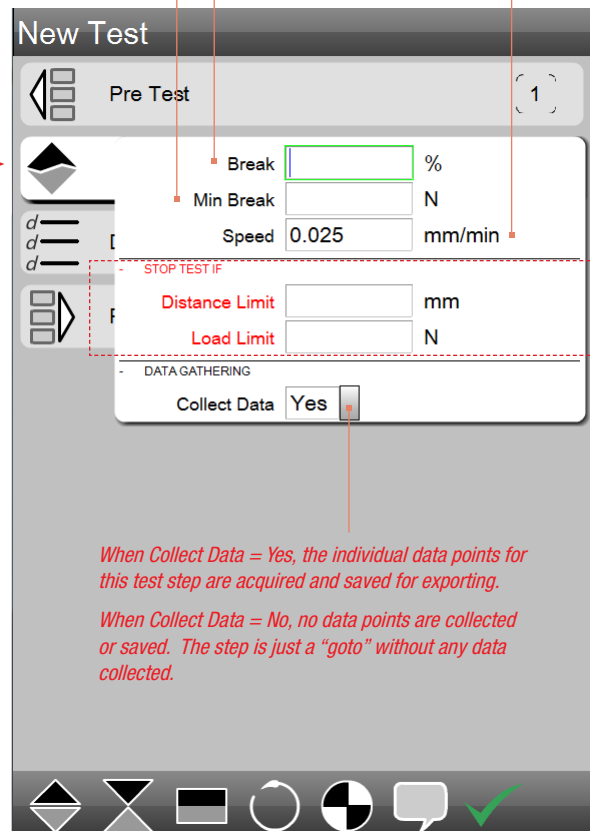 New Test
Pre Test 1
Break %
Min Break N
d
d
d
D
Speed 0.025 mm/min
- STOP TEST IF
Distance Limit mm
Load Limit N
- DATA GATHERING
Collect Data Yes
When Collect Data = Yes, the individual data points for
this test step are acquired and saved for exporting.
When Collect Data = No, no data points are collected
or saved. The step is just a “goto” without any data
collected.